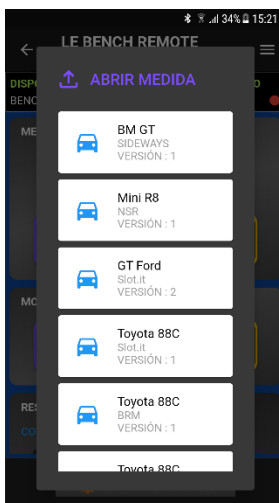 34% 15:21
LE BENCH REMOTE
DISP
O
BENC
ABRIR MEDIDA
ME
BM GT
SIDEWAYS
VERSIÓN : 1
Mini R8
NSR
VERSIÓN : 1
GT Ford
Slot.it
VERSIÓN : 2
MO
Toyota 88C
Slot.it
VERSIÓN : 1
Toyota 88C
BRM
VERSIÓN : 1
RES
CO
Toyota 88C